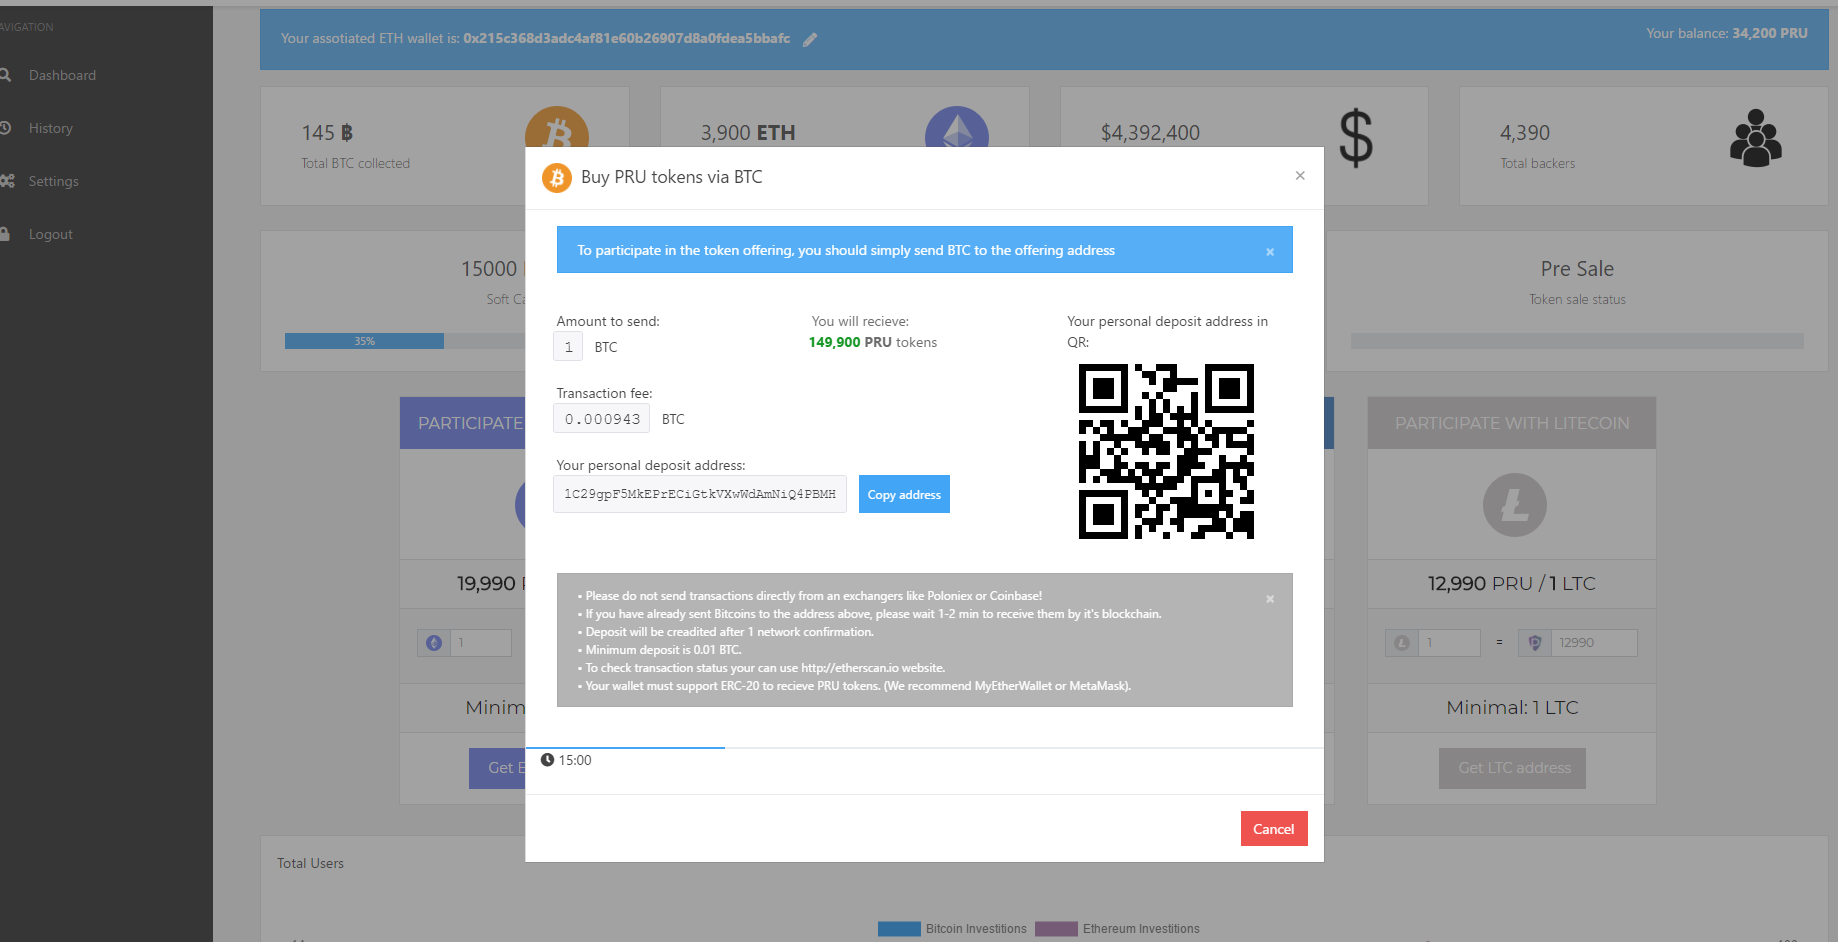 AVIGATION
Dashboard
History
Settings
Logout
Your assotiated ETH wallet is: 0x215c368d3adc4af81e60b26907d8a0fdea5bbafc
Your balance: 34,200 PRU
145 ฿
Total BTC collected
3,900 ETH
$4,392,400
4,390
Total backers
15000
Soft Ca
35%
Pre Sale
Token sale status
Buy PRU tokens via BTC
×
To participate in the token offering, you should simply send BTC to the offering address
×
Amount to send:
1 BTC
You will recieve:
149,900 PRU tokens
Your personal deposit address in
QR:
Transaction fee:
0.000943 BTC
Your personal deposit address:
1C29gpF5MkEPrECiGtkVXwWdAmNiQ4PBMH
Copy address
• Please do not send transactions directly from an exchangers like Poloniex or Coinbase!
• If you have already sent Bitcoins to the address above, please wait 1-2 min to receive them by it's blockchain.
• Deposit will be creadited after 1 network confirmation.
• Minimum deposit is 0.01 BTC.
• To check transaction status your can use http://etherscan.io website.
• Your wallet must support ERC-20 to recieve PRU tokens. (We recommend MyEtherWallet or MetaMask).
×
15:00
Cancel
PARTICIPATE
19,990
1
Minim
Get E
PARTICIPATE WITH LITECOIN
12,990 PRU / 1 LTC
1 = 12990
Minimal: 1 LTC
Get LTC address
Total Users
Bitcoin Investitions
Ethereum Investitions